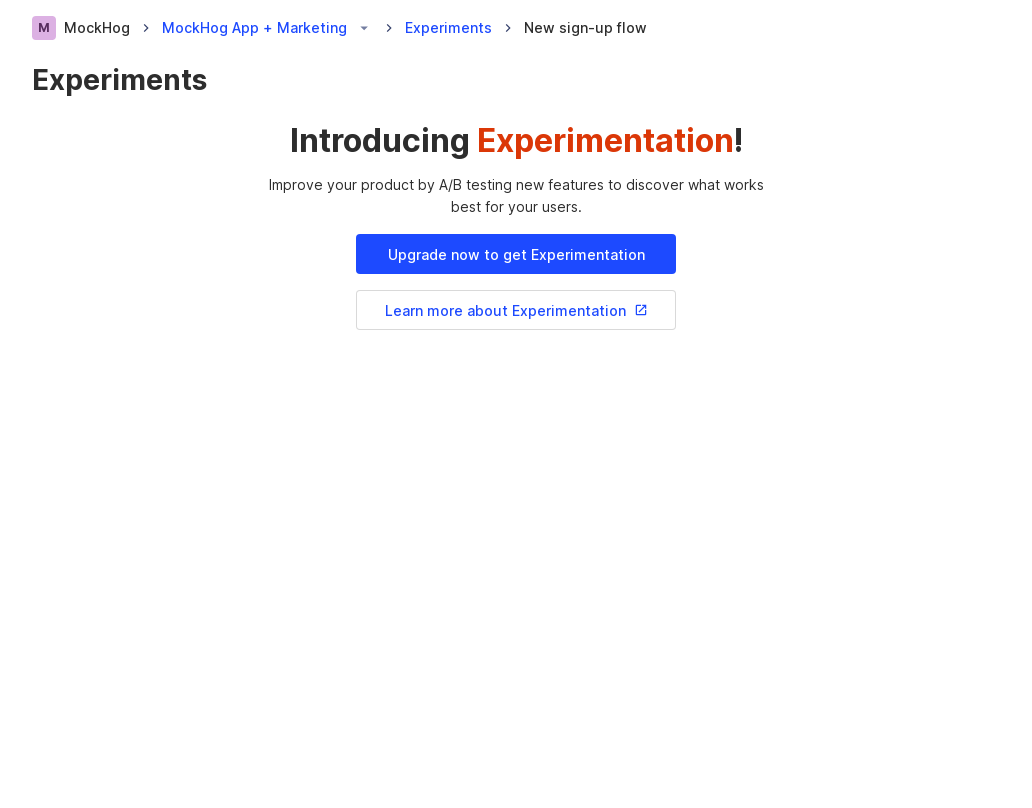 M MockHog MockHog App + Marketing Experiments New sign-up flow
Experiments
Introducing Experimentation!
Improve your product by A/B testing new features to discover what works
best for your users.
Upgrade now to get Experimentation
Learn more about Experimentation